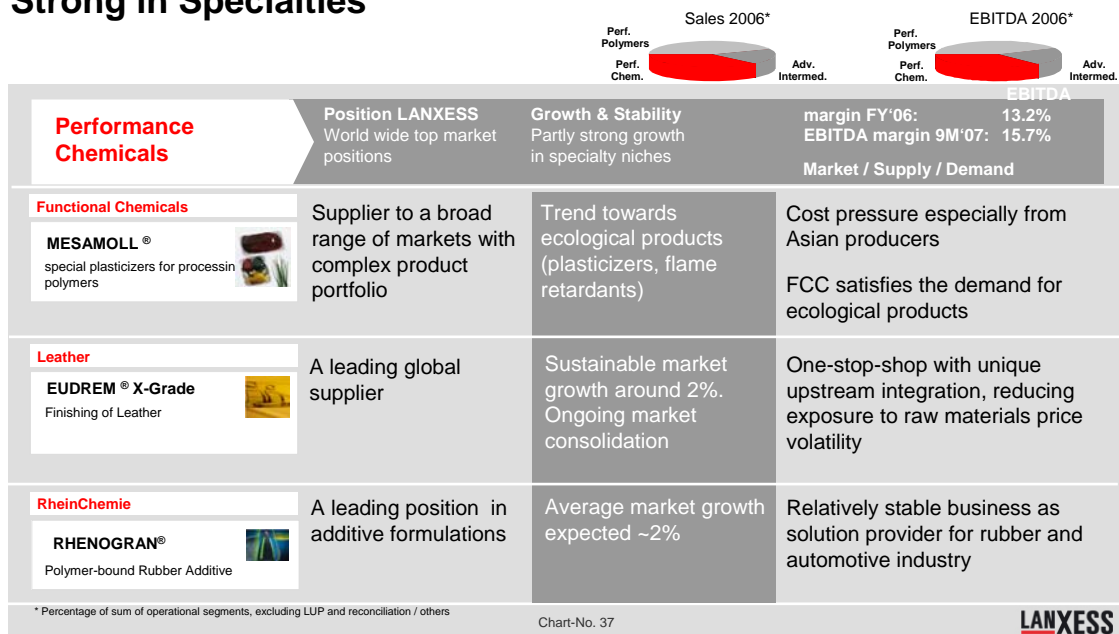 Strong in Specialties
Sales 2006*
Perf.
Polymers
Perf.
Chem.
Adv.
Intermed.
EBITDA 2006*
Perf.
Polymers
Perf.
Chem.
Adv.
Intermed.
Performance
Chemicals
Position LANXESS
World wide top market
positions
Growth & Stability
Partly strong growth
in specialty niches
EBITDA
margin FY‘06: 13.2%
EBITDA margin 9M‘07: 15.7%
Market / Supply / Demand
Functional Chemicals
MESAMOLL ®
special plasticizers for processin
polymers
Supplier to a broad
range of markets with
complex product
portfolio
Trend towards
ecological products
(plasticizers, flame
retardants)
Cost pressure especially from
Asian producers
FCC satisfies the demand for
ecological products
Leather
EUDREM ® X-Grade
Finishing of Leather
A leading global
supplier
Sustainable market
growth around 2%.
Ongoing market
consolidation
One-stop-shop with unique
upstream integration, reducing
exposure to raw materials price
volatility
RheinChemie
RHENOGRAN®
Polymer-bound Rubber Additive
A leading position in
additive formulations
Average market growth
expected ~2%
Relatively stable business as
solution provider for rubber and
automotive industry
* Percentage of sum of operational segments, excluding LUP and reconciliation / others
Chart-No. 37
LANXESS